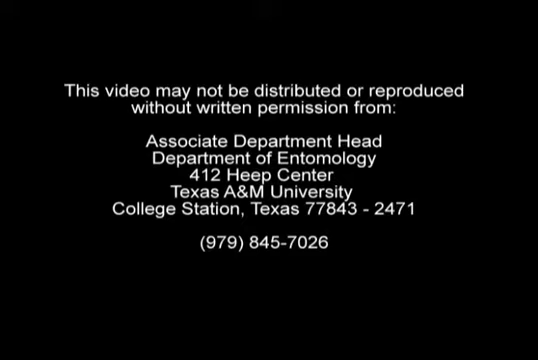 This video may not be distributed or reproduced
without written permission from:
Associate Department Head
Department of Entomology
412 Heep Center
Texas A&M University
College Station, Texas 77843 - 2471
(979) 845-7026